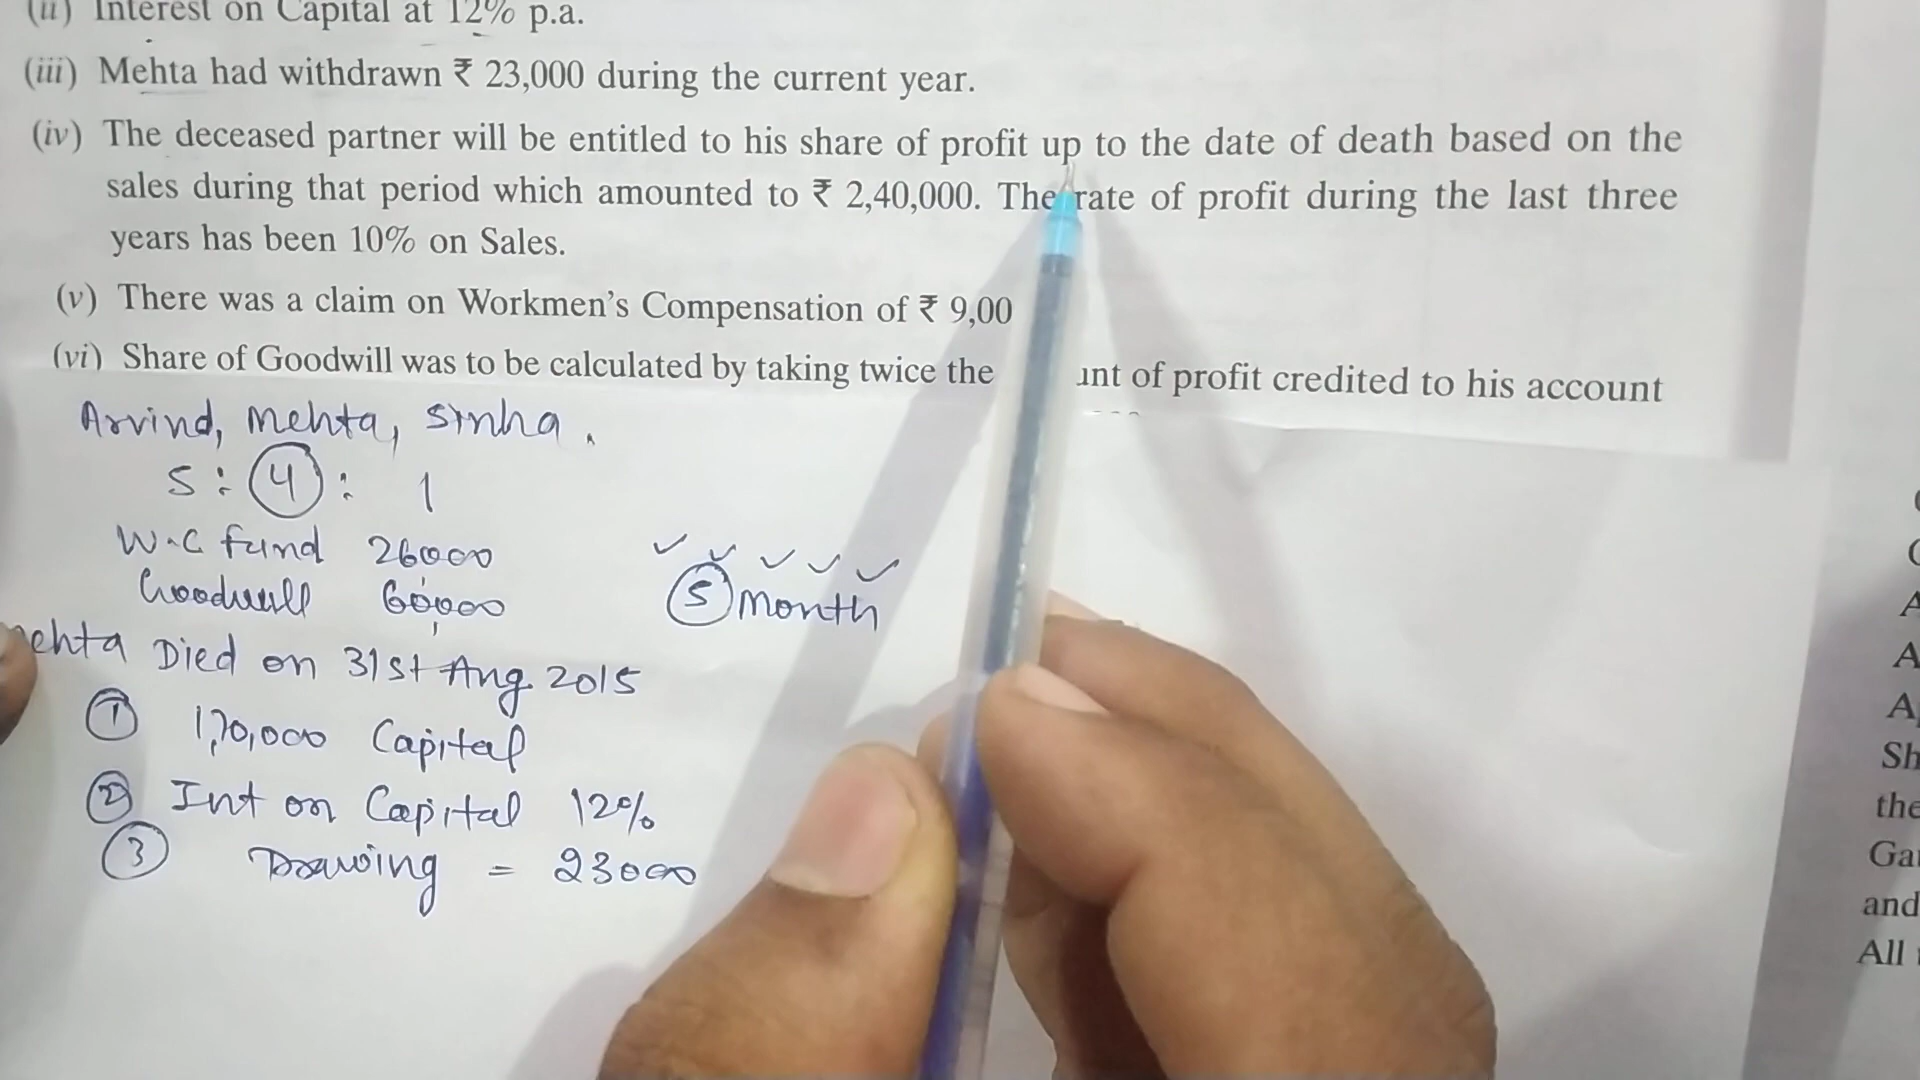 (ii) Interest on Capital at 12% p.a.
(iii) Mehta had withdrawn ₹ 23,000 during the current year.
(iv) The deceased partner will be entitled to his share of profit up to the date of death based on the
sales during that period which amounted to ₹ 2,40,000. The rate of profit during the last three
years has been 10% on Sales.
(v) There was a claim on Workmen's Compensation of ₹ 9,00
(vi) Share of Goodwill was to be calculated by taking twice the unt of profit credited to his account
Arvind, Mehta, Sinha.
5 : 4 : 1
W.C fund 26000
Goodwill 60000
5 month
ehta Died on 31st Aug 2015
1 1,70,000 Capital
2 Int on Capital 12%
3 Drawing = 23000
A
A
A
Sh
the
Ga
and
All